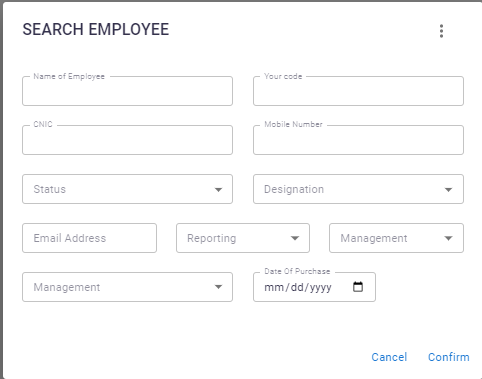 SEARCH EMPLOYEE
Name of Employee
Your code
CNIC
Mobile Number
Status
Designation
Email Address
Reporting
Management
Management
Date Of Purchase
mm/dd/yyyy
Cancel
Confirm